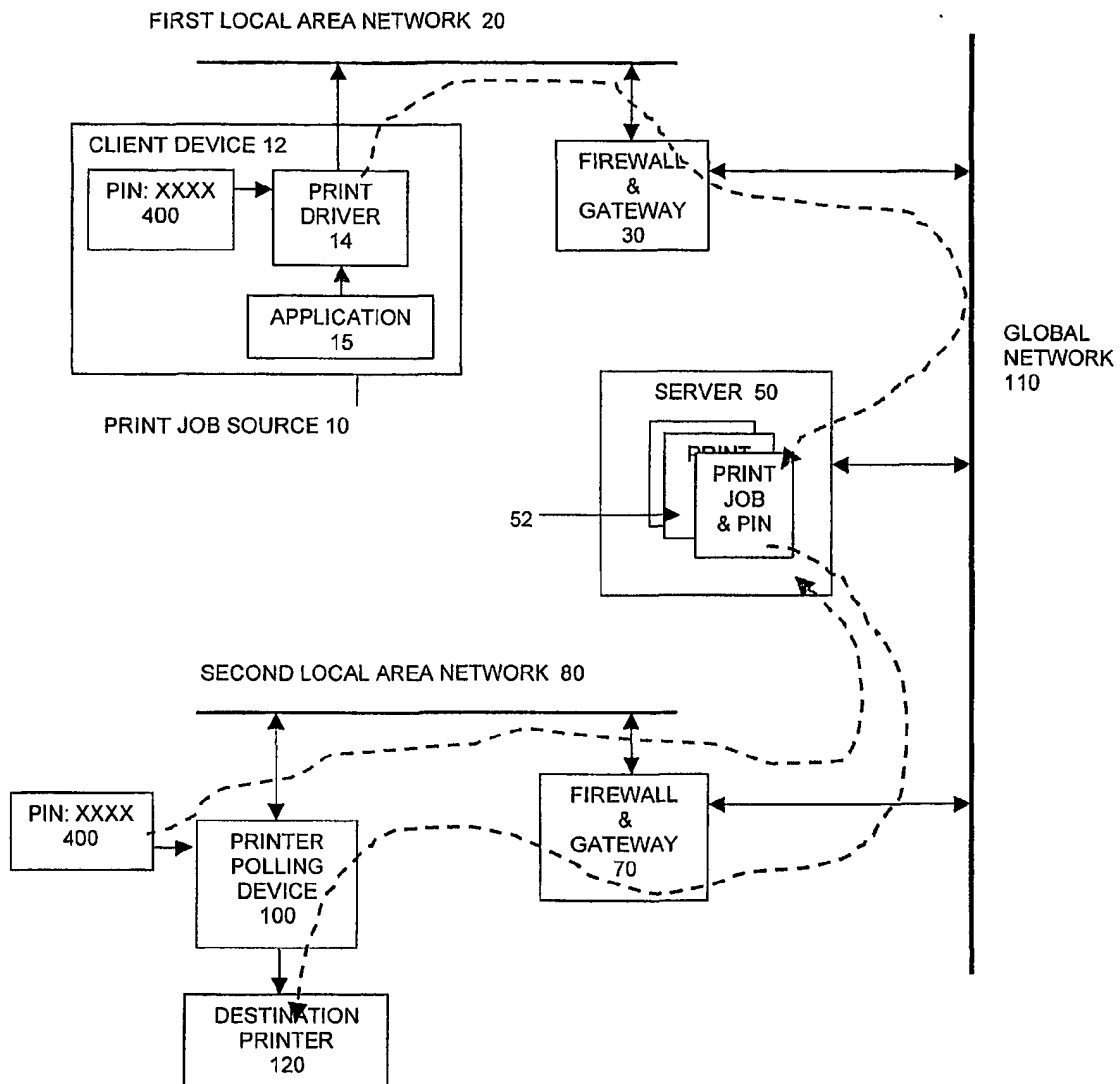 FIRST LOCAL AREA NETWORK 20
CLIENT DEVICE 12
PIN: XXXX
400
PRINT
DRIVER
14
APPLICATION
15
PRINT JOB SOURCE 10
FIREWALL
&
GATEWAY
30
GLOBAL
NETWORK
110
SERVER 50
PRINT
PRINT
JOB
& PIN
52
SECOND LOCAL AREA NETWORK 80
PIN: XXXX
400
PRINTER
POLLING
DEVICE
100
FIREWALL
&
GATEWAY
70
DESTINATION
PRINTER
120